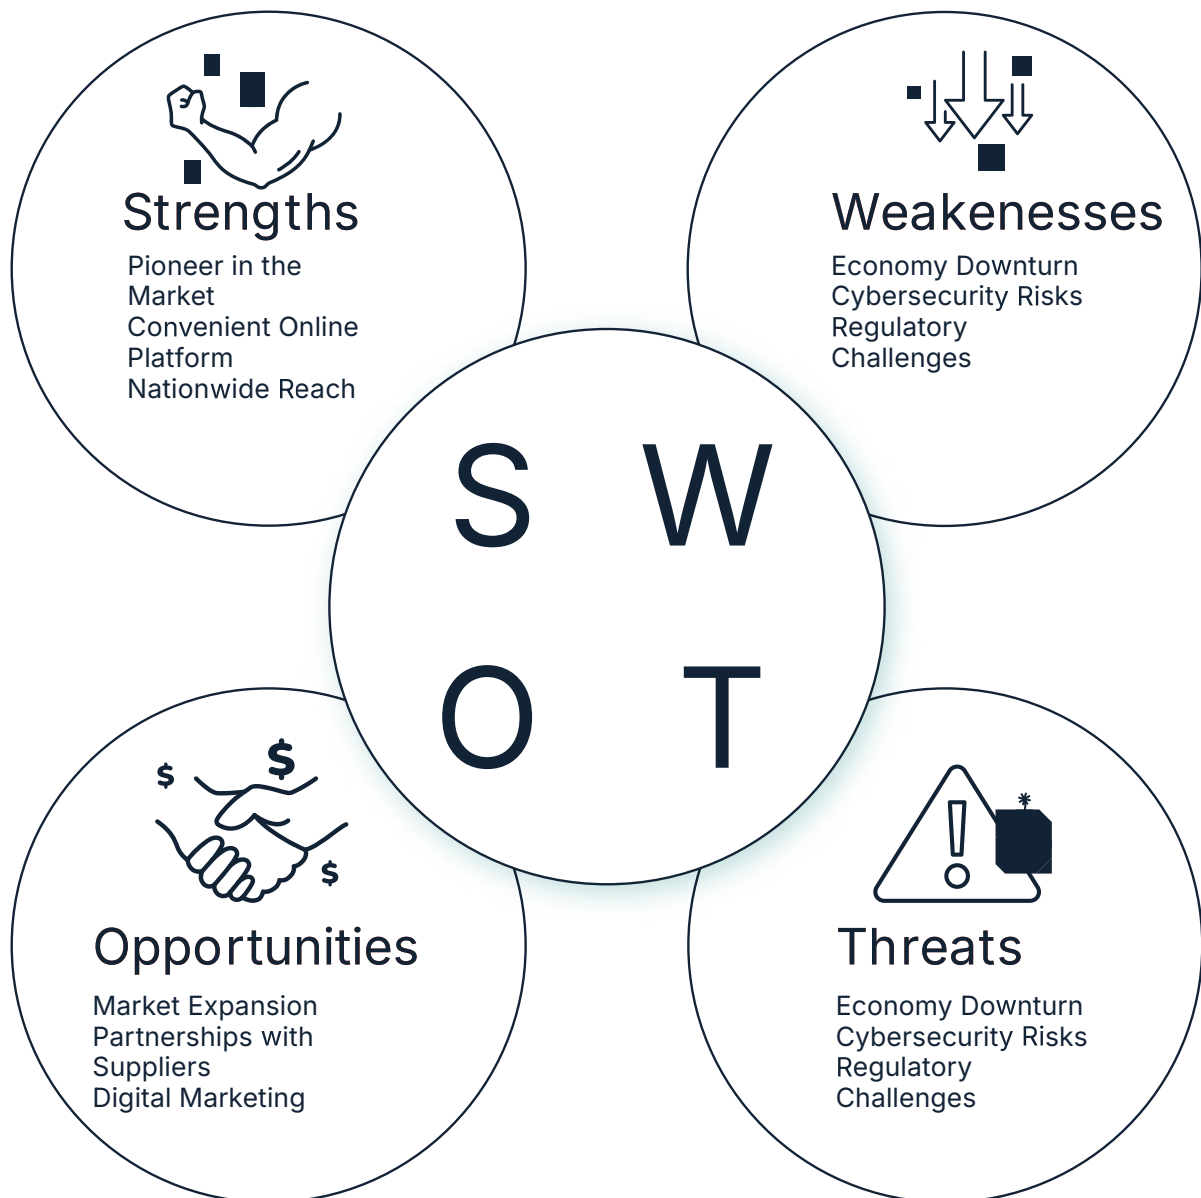 Strengths
Pioneer in the
Market
Convenient Online
Platform
Nationwide Reach
Weakenesses
Economy Downturn
Cybersecurity Risks
Regulatory
Challenges
S W
O T
$
$
$
Opportunities
Market Expansion
Partnerships with
Suppliers
Digital Marketing
!
Threats
Economy Downturn
Cybersecurity Risks
Regulatory
Challenges